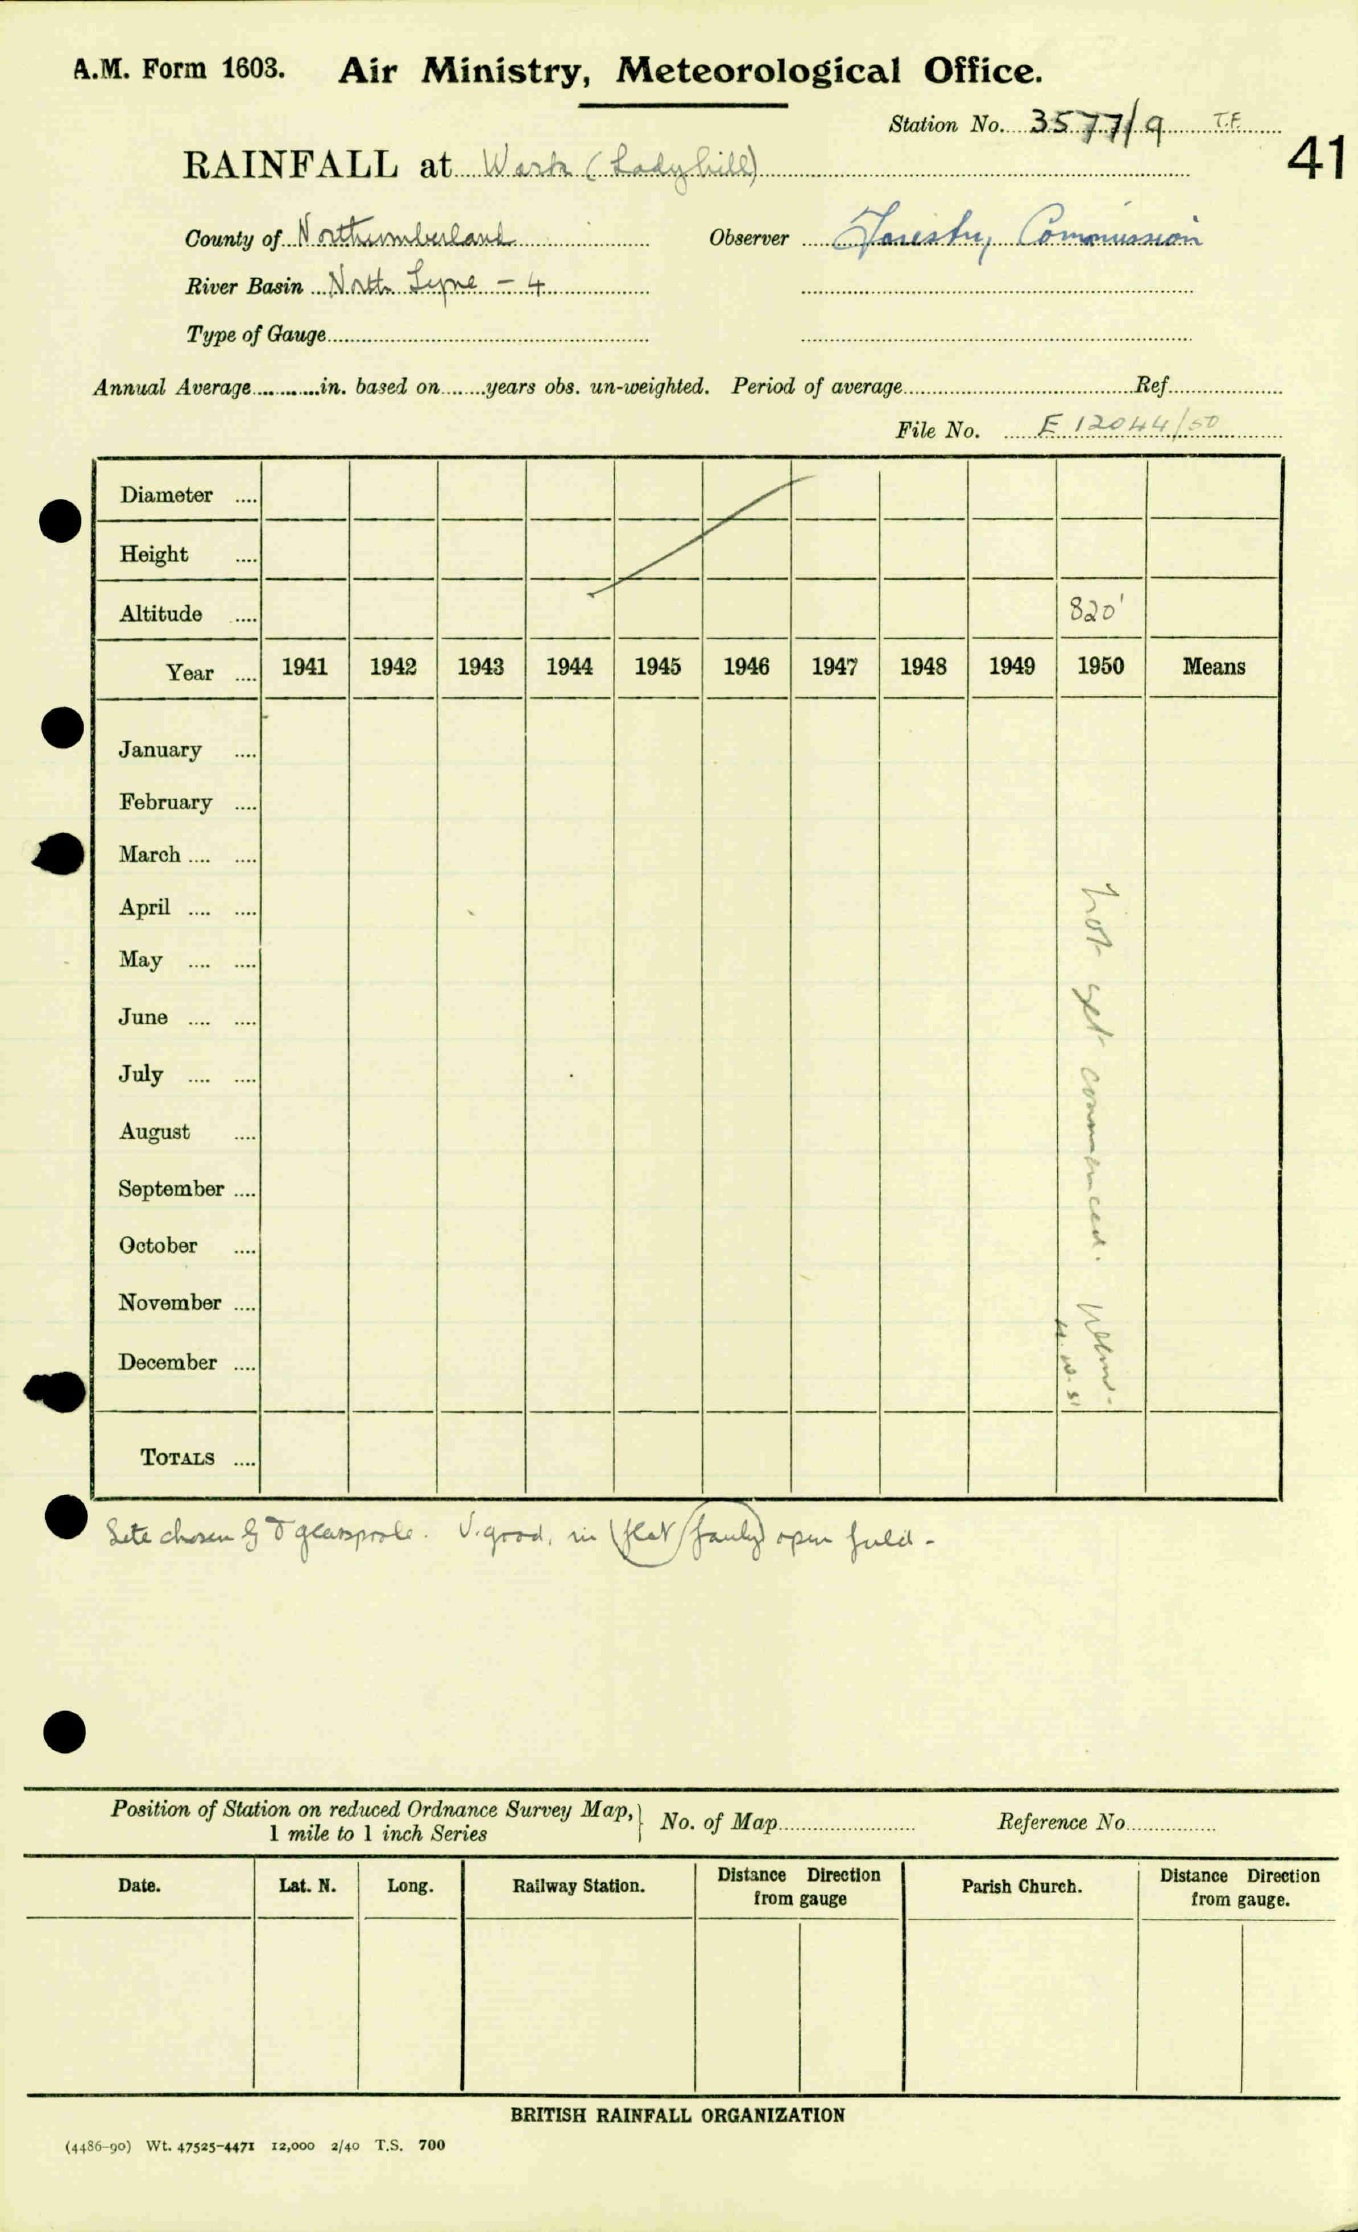 A.M. Form 1603. Air Ministry, Meteorological Office.
Station No. 3577/9 T.F.
41
RAINFALL at Wark (Ladyhill)
County of Northumberland Observer Forestry Commission
River Basin North Tyne - 4
Type of Gauge
Annual Average in. based on years obs. un-weighted. Period of average Ref
File No. E 12044/50
Diameter
Height
Altitude 820'
Year 1941 1942 1943 1944 1945 1946 1947 1948 1949 1950 Means
January
February
March
April
May
June
July
August
September
October
November
December
Not yet commenced.
TOTALS
Site chosen by Glasspoole. V. good, in (flat fairly) open field -
Position of Station on reduced Ordnance Survey Map, No. of Map Reference No
1 mile to 1 inch Series
Date. Lat. N. Long. Railway Station. Distance Direction from gauge Parish Church. Distance Direction from gauge.
BRITISH RAINFALL ORGANIZATION
(4486-90) Wt. 47525-4471 12,000 2/40 T.S. 700